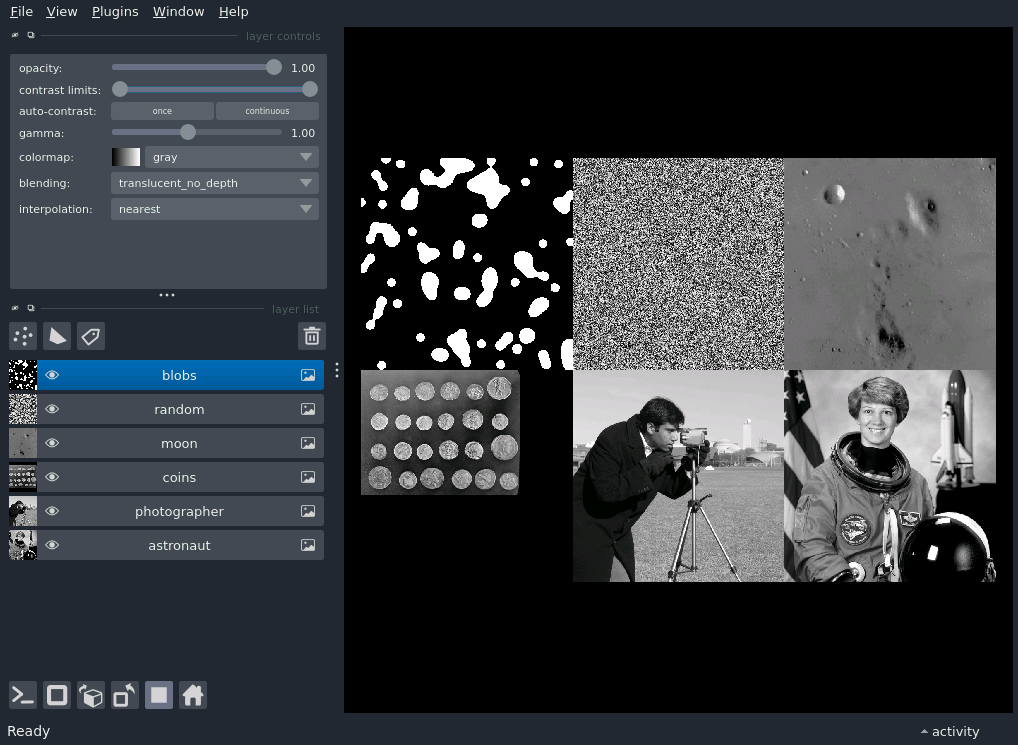 File View Plugins Window Help
layer controls
opacity: 1.00
contrast limits:
auto-contrast: once continuous
gamma: 1.00
colormap: gray
blending: translucent_no_depth
interpolation: nearest
layer list
blobs
random
moon
coins
photographer
astronaut
Ready
activity